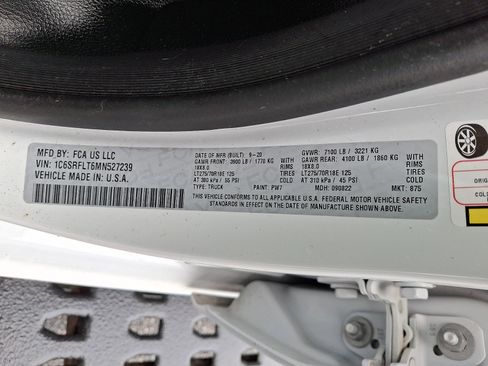 MFD BY: FCA US LLC
VIN: 1C6SRFLT6MN527239
VEHICLE MADE IN: U.S.A.
DATE OF MFR (BUILT): 9-20
GAWR FRONT: 3900 LB / 1770 KG
18X8.0
LT275/70R18E 125 TIRES
AT 380 kPa / 55 PSI COLD
TYPE: TRUCK PAINT: PW7 MDH: 090822 MKT: 875
GVWR: 7100 LB / 3221 KG
GAWR REAR: 4100 LB / 1860 KG
18X8.0
LT275/70R18E 125 TIRES
AT 310 kPa / 45 PSI COLD
THIS VEHICLE CONFORMS TO ALL APPLICABLE U.S.A. FEDERAL MOTOR VEHICLE SAFETY
STANDARDS IN EFFECT ON THE DATE OF MANUFACTURE SHOWN ABOVE.